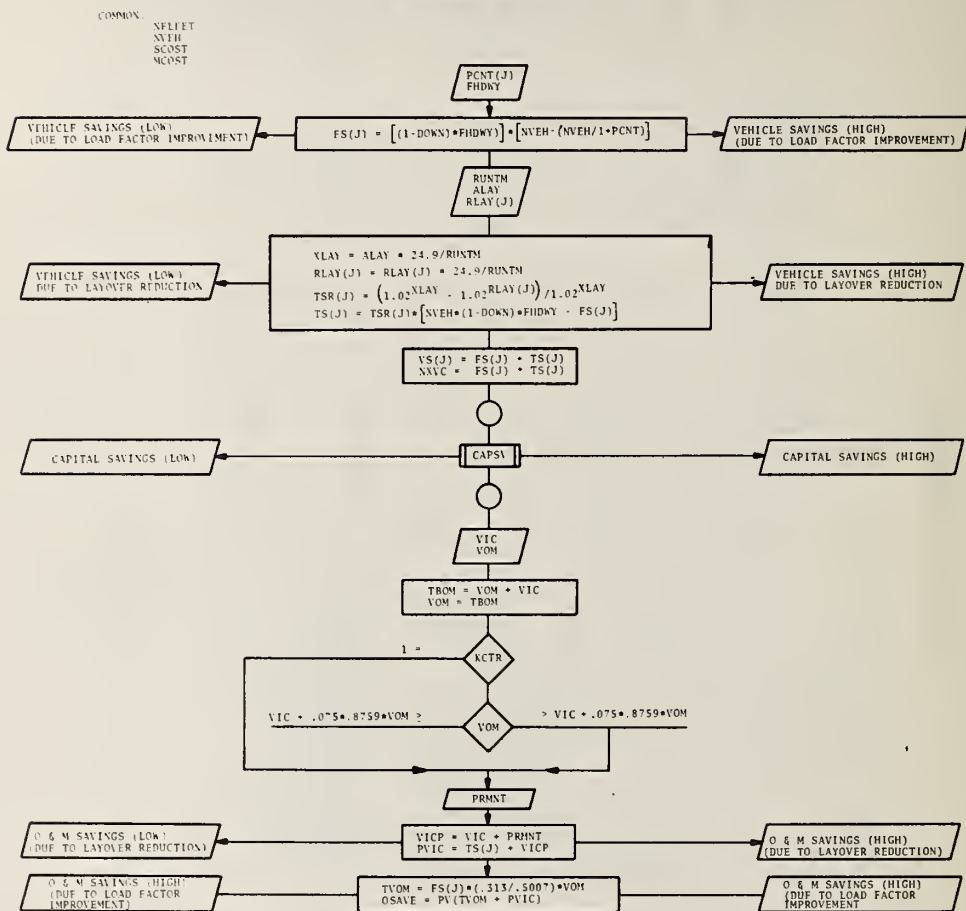 COMMON.
NFLEET
NVEH
SCOST
MCOST
PCNT(J)
FHDWY
VEHICLE SAVINGS (LOW)
(DUE TO LOAD FACTOR IMPROVIMENT)
FS(J) = [(1-DOWN)*FHDWY)]*[NVEH-(NVEH/1+PCNT)]
VEHICLE SAVINGS (HIGH)
(DUE TO LOAD FACTOR IMPROVEMENT)
RUNTM
ALAY
RLAY(J)
VEHICLF SAVINGS (LOW)
DUE TO LAYOVER REDUCTION
XLAY = ALAY * 24.9/RUNTM
RLAY(J) = RLAY(J) * 24.9/RUNTM
TSR(J) = (1.02^XLAY - 1.02^RLAY(J))/1.02^XLAY
TS(J) = TSR(J)*[NVEH*(1-DOWN)*FHDWY - FS(J)]
VEHICLE SAVINGS (HIGH)
DUE TO LAYOVER REDUCTION
VS(J) = FS(J) + TS(J)
NXVC = FS(J) + TS(J)
CAPITAL SAVINGS (LOW)
CAPSV
CAPITAL SAVINGS (HIGH)
VIC
VOM
TBOM = VOM + VIC
VOM = TBOM
1 =
KCTR
VIC + .075*.8759*VOM ≥
VOM
> VIC + .075*.8759*VOM
PRMNT
O & M SAVINGS (LOW)
(DUE TO LAYOVER REDUCTION)
VICP = VIC + PRMNT
PVIC = TS(J) + VICP
O & M SAVINGS (HIGH)
(DUE TO LAYOVER REDUCTION)
O & M SAVINGS (HIGH)
(DUF TO LOAD FACTOR
IMPROVEMENT)
TVOM = FS(J)*(.313/.5007)*VOM
OSAVE = PV(TVOM + PVIC)
O & M SAVINGS (HIGH)
(DUE TO LOAD FACTOR
IMPROVEMENT